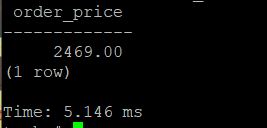 order_price
-------------
2469.00
(1 row)
Time: 5.146 ms